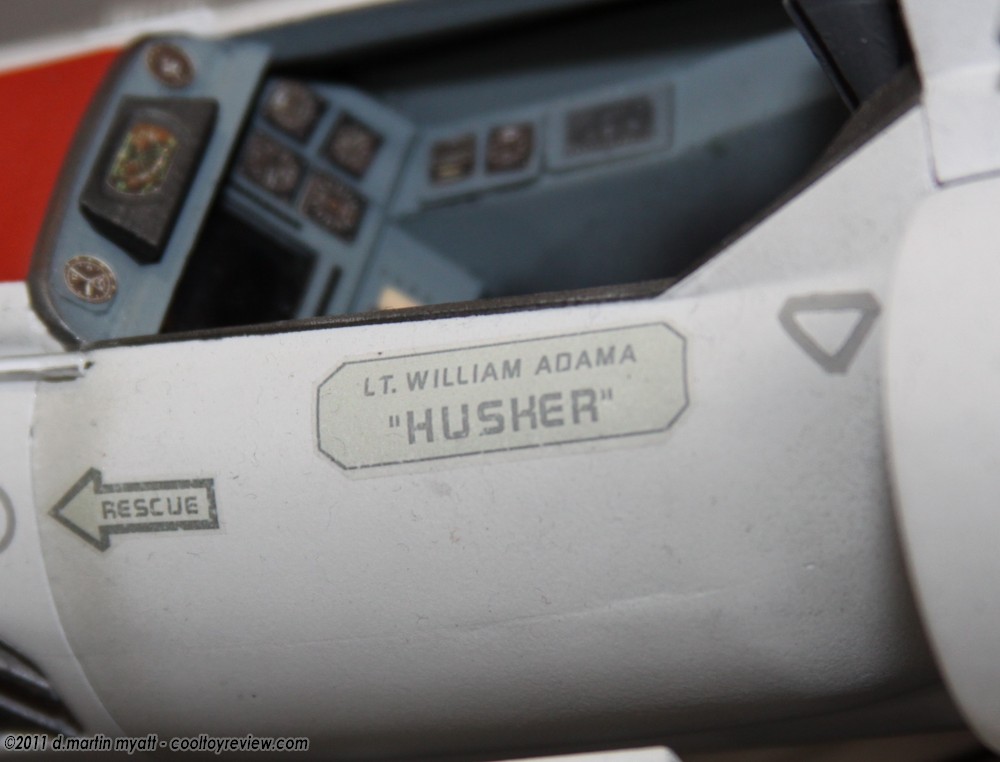 LT. WILLIAM ADAMA
"HUSKER"
RESCUE
©2011 d.martin myatt - cooltoyreview.com